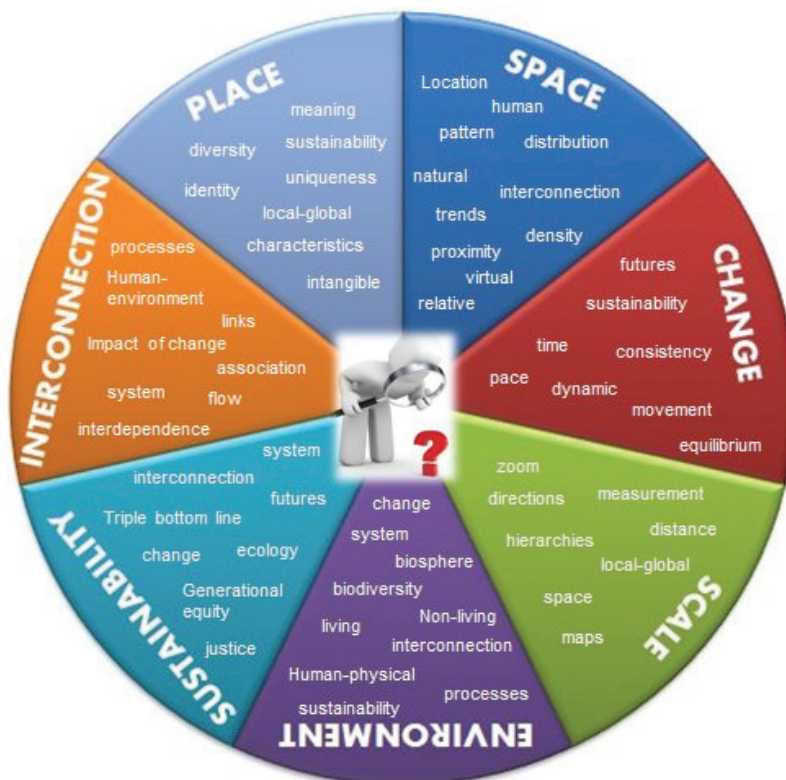 PLACE
meaning
diversity
sustainability
identity
uniqueness
local-global
characteristics
intangible
SPACE
Location
human
pattern
distribution
natural
interconnection
trends
density
proximity
virtual
relative
CHANGE
futures
sustainability
time
consistency
pace
dynamic
movement
equilibrium
SCALE
zoom
directions
measurement
distance
hierarchies
local-global
space
maps
ENVIRONMENT
change
system
biosphere
biodiversity
Non-living
living
interconnection
Human-physical
processes
sustainability
SUSTAINABILITY
system
interconnection
futures
Triple bottom line
change
ecology
Generational
equity
justice
INTERCONNECTION
processes
Human-
environment
links
Impact of change
association
system
flow
interdependence
?